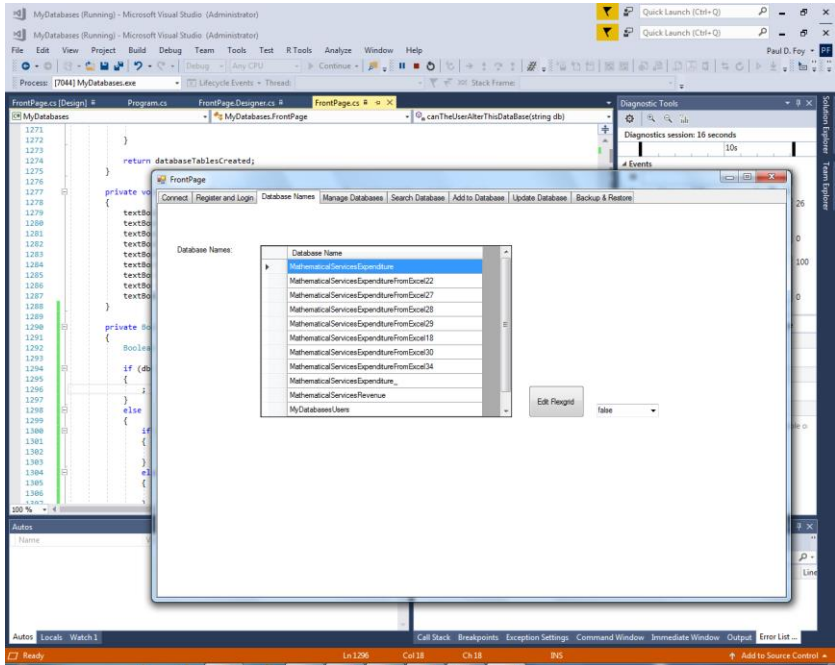 MyDatabases (Running) - Microsoft Visual Studio (Administrator)
Quick Launch (Ctrl+Q)
MyDatabases (Running) - Microsoft Visual Studio (Administrator)
Quick Launch (Ctrl+Q)
File Edit View Project Build Debug Team Tools Test R Tools Analyze Window Help
Paul D. Foy PF
Debug Any CPU Continue
Process: [7044] MyDatabases.exe Lifecycle Events Thread: Stack Frame:
FrontPage.cs [Design] Program.cs FrontPage.Designer.cs FrontPage.cs
Diagnostic Tools
MyDatabases MyDatabases.FrontPage canTheUserAlterThisDataBase(string db)
Solution Explorer
Team Explorer
Diagnostics session: 16 seconds
10s
Events
1271
1272 }
1273
1274 return databaseTablesCreated;
1275 }
1276
1277 private vo
1278 {
1279 textBo
1280 textBo
1281 textBo
1282 textBo
1283 textBo
1284 textBo
1285 textBo
1286 textBo
1287 textBo
1288 }
1289
1290 private Bo
1291 {
1292 Boolea
1293
1294 if (db
1295 {
1296 ;
1297 }
1298 else
1299 {
1300 if
1301 {
1302
1303 }
1304 el
1305 {
1306
100 %
26
0
100
0
FrontPage
Connect Register and Login Database Names Manage Databases Search Database Add to Database Update Database Backup & Restore
Database Names:
Database Name
MathematicalServicesExpenditure
MathematicalServicesExpenditureFromExcel22
MathematicalServicesExpenditureFromExcel27
MathematicalServicesExpenditureFromExcel28
MathematicalServicesExpenditureFromExcel29
MathematicalServicesExpenditureFromExcel18
MathematicalServicesExpenditureFromExcel30
MathematicalServicesExpenditureFromExcel34
MathematicalServicesExpenditure_
MathematicalServicesRevenue
MyDatabasesUsers
Edit Flexgrid
false
Autos
Name
Line
Autos Locals Watch 1
Call Stack Breakpoints Exception Settings Command Window Immediate Window Output Error List ...
Ready Ln 1296 Col 18 Ch 18 INS Add to Source Control